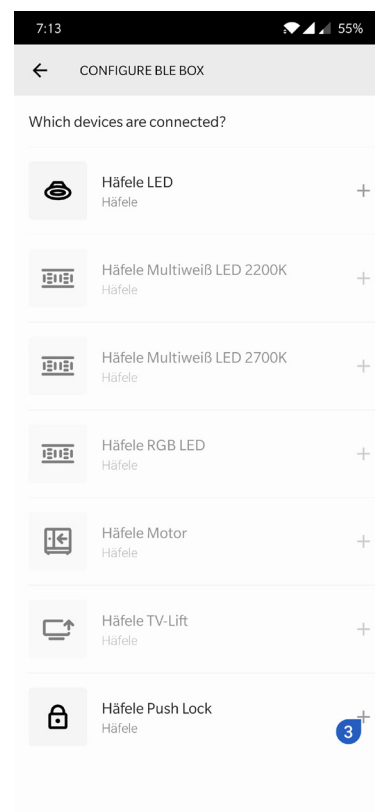 7:13
55%
CONFIGURE BLE BOX
Which devices are connected?
Häfele LED
Häfele
Häfele Multiweiß LED 2200K
Häfele
Häfele Multiweiß LED 2700K
Häfele
Häfele RGB LED
Häfele
Häfele Motor
Häfele
Häfele TV-Lift
Häfele
Häfele Push Lock
Häfele
3